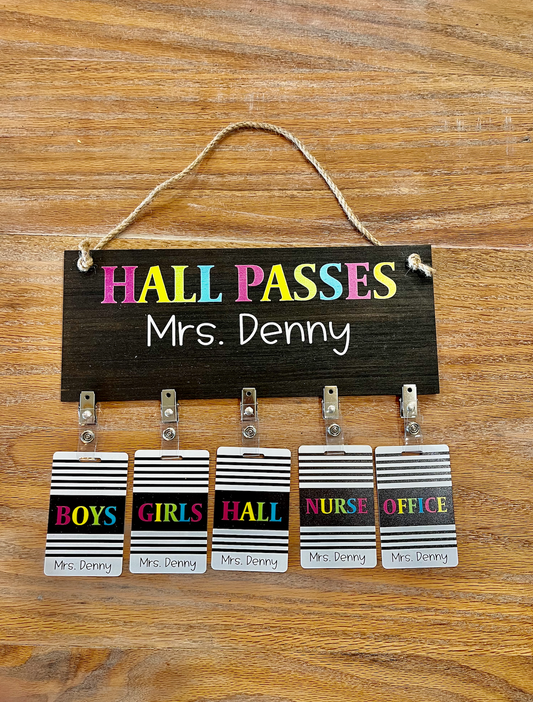 HALL PASSES
Mrs. Denny
BOYS
Mrs. Denny
GIRLS
Mrs. Denny
HALL
Mrs. Denny
NURSE
Mrs. Denny
OFFICE
Mrs. Denny